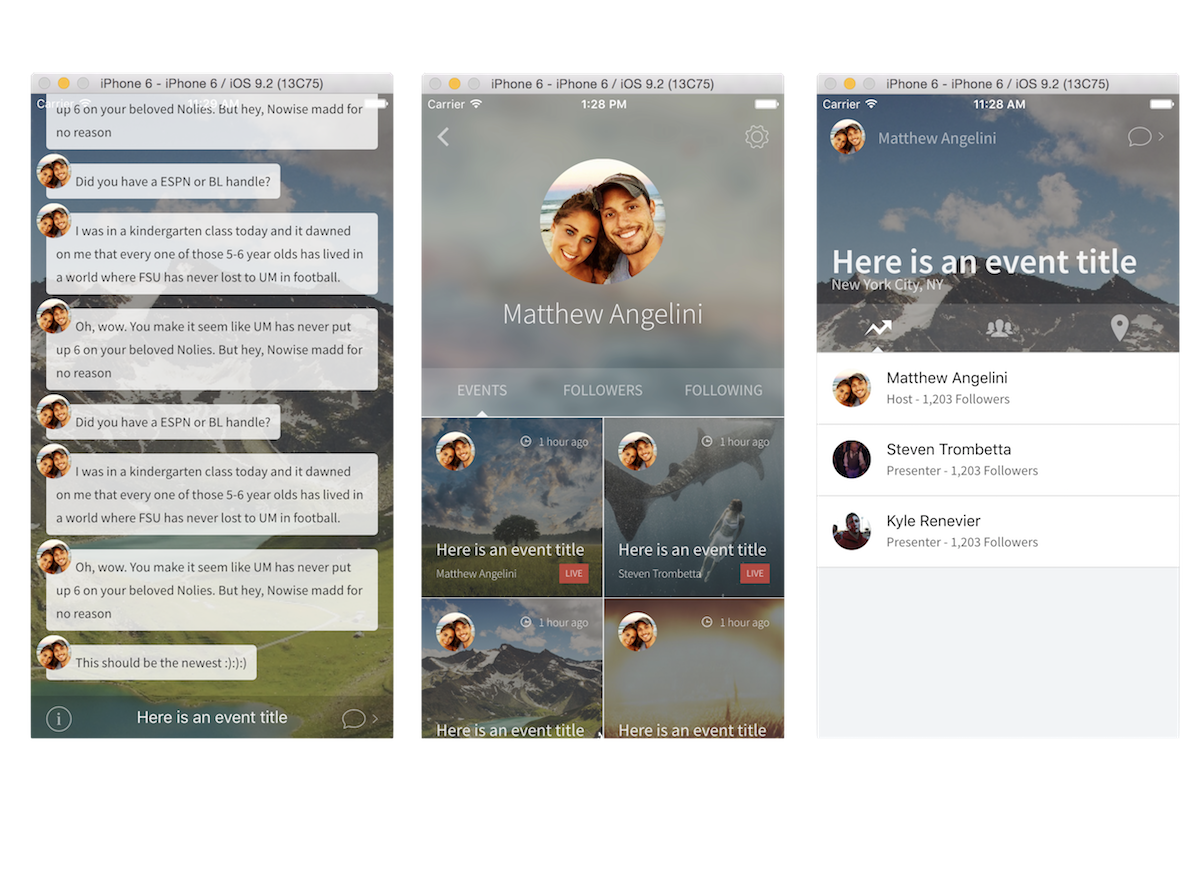 iPhone 6 - iPhone 6 / iOS 9.2 (13C75)
Carrier 11:29 AM
up 6 on your beloved Nolies. But hey, Nowise madd for
no reason
Did you have a ESPN or BL handle?
I was in a kindergarten class today and it dawned
on me that every one of those 5-6 year olds has lived in
a world where FSU has never lost to UM in football.
Oh, wow. You make it seem like UM has never put
up 6 on your beloved Nolies. But hey, Nowise madd for
no reason
Did you have a ESPN or BL handle?
I was in a kindergarten class today and it dawned
on me that every one of those 5-6 year olds has lived in
a world where FSU has never lost to UM in football.
Oh, wow. You make it seem like UM has never put
up 6 on your beloved Nolies. But hey, Nowise madd for
no reason
This should be the newest :):):)
Here is an event title
iPhone 6 - iPhone 6 / iOS 9.2 (13C75)
Carrier 1:28 PM
Matthew Angelini
EVENTS FOLLOWERS FOLLOWING
1 hour ago
Here is an event title
Matthew Angelini LIVE
1 hour ago
Here is an event title
Steven Trombetta LIVE
1 hour ago
Here is an event title
1 hour ago
Here is an event title
iPhone 6 - iPhone 6 / iOS 9.2 (13C75)
Carrier 11:28 AM
Matthew Angelini
Here is an event title
New York City, NY
Matthew Angelini
Host - 1,203 Followers
Steven Trombetta
Presenter - 1,203 Followers
Kyle Renevier
Presenter - 1,203 Followers